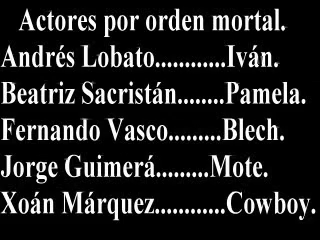 Actores por orden mortal.
Andrés Lobato............Iván.
Beatriz Sacristán........Pamela.
Fernando Vasco.........Blech.
Jorge Guimerá.........Mote.
Xoán Márquez............Cowboy.